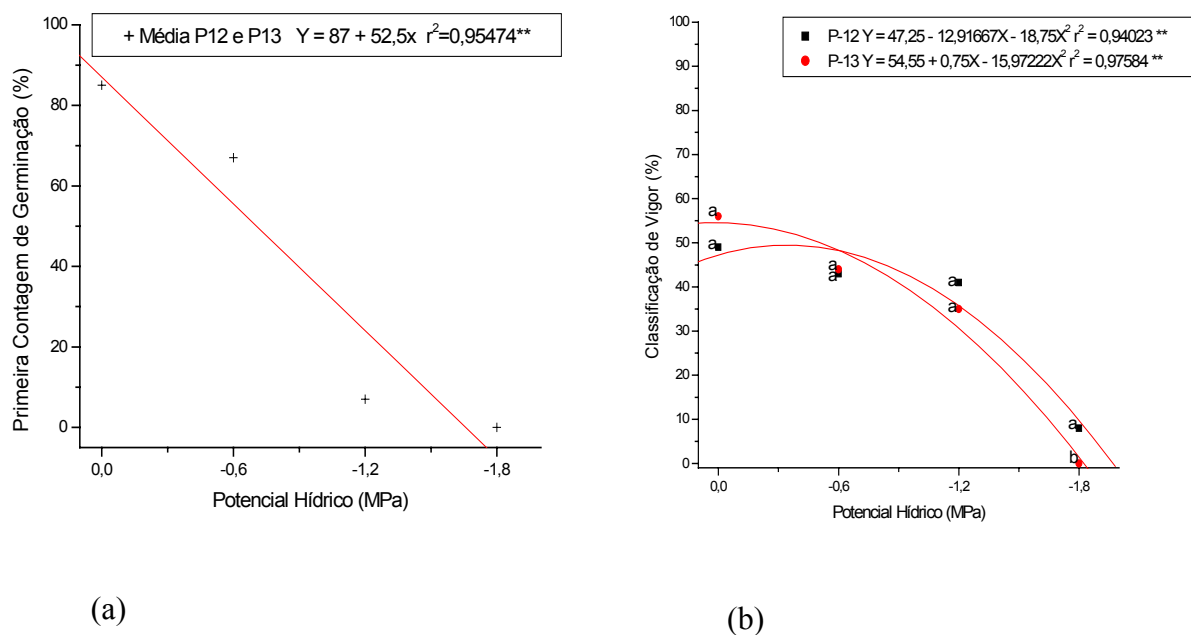 + Média P12 e P13 Y = 87 + 52,5x r²=0,95474**
Primeira Contagem de Germinação (%)
100
80
60
40
20
0
0,0 -0,6 -1,2 -1,8
Potencial Hídrico (MPa)
(a)
P-12 Y = 47,25 - 12,91667X - 18,75X² r² = 0,94023 **
P-13 Y = 54,55 + 0,75X - 15,97222X² r² = 0,97584 **
Classificação de Vigor (%)
100
90
80
70
60
50
40
30
20
10
0
a
a
a
a
a
a
a
b
0,0 -0,6 -1,2 -1,8
Potencial Hídrico (MPa)
(b)